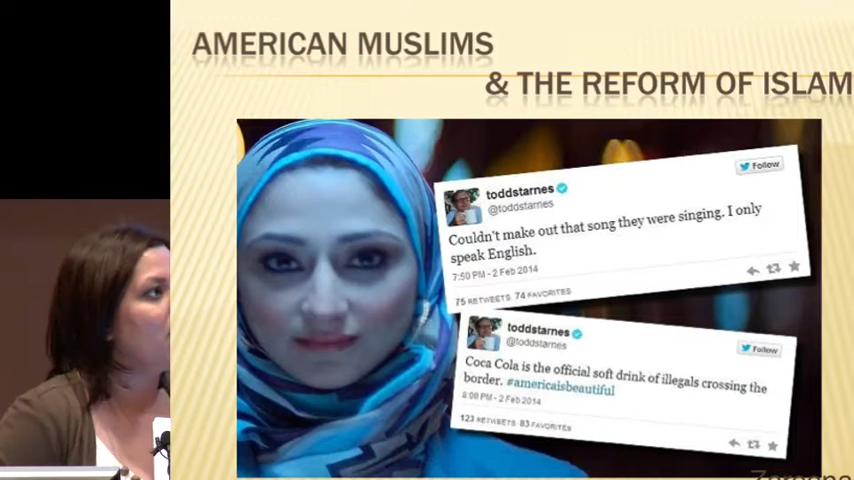 AMERICAN MUSLIMS
& THE REFORM OF ISLAM
Follow
toddstarnes
@toddstarnes
Couldn't make out that song they were singing. I only
speak English.
7:50 PM - 2 Feb 2014
75 RETWEETS 74 FAVORITES
toddstarnes
@toddstarnes
Follow
Coca Cola is the official soft drink of illegals crossing the
border. #americaisbeautiful
8:08 PM - 2 Feb 2014
123 RETWEETS 83 FAVORITES